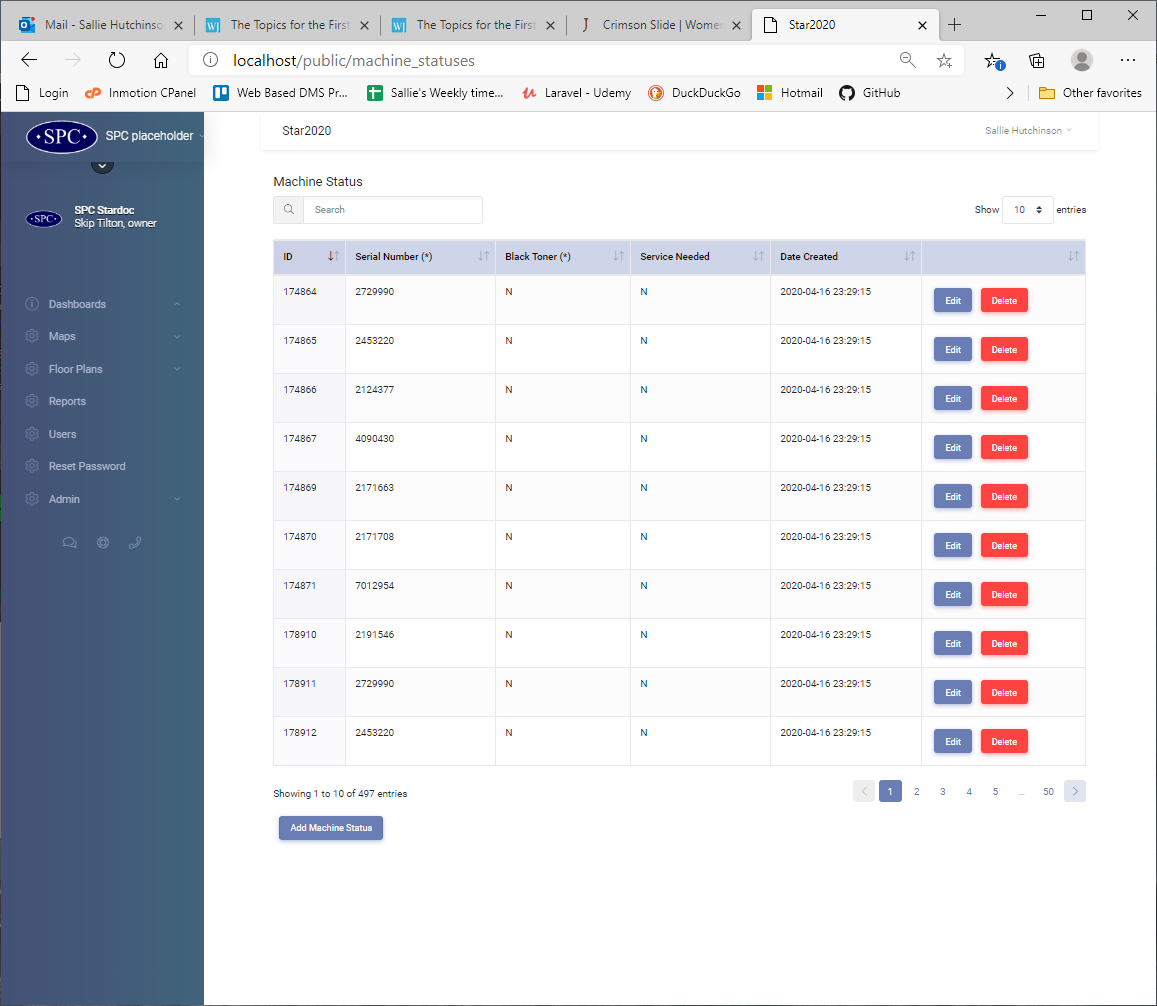 Mail - Sallie Hutchinso
The Topics for the First
The Topics for the First
Crimson Slide | Women
Star2020
localhost/public/machine_statuses
Login
Inmotion CPanel
Web Based DMS Pr...
Sallie's Weekly time...
Laravel - Udemy
DuckDuckGo
Hotmail
GitHub
Other favorites
SPC SPC placeholder
Star2020
Sallie Hutchinson
SPC SPC Stardoc
Skip Tilton, owner
Dashboards
Maps
Floor Plans
Reports
Users
Reset Password
Admin
Machine Status
Search
Show 10 entries
ID Serial Number (*) Black Toner (*) Service Needed Date Created
174864 2729990 N N 2020-04-16 23:29:15 Edit Delete
174865 2453220 N N 2020-04-16 23:29:15 Edit Delete
174866 2124377 N N 2020-04-16 23:29:15 Edit Delete
174867 4090430 N N 2020-04-16 23:29:15 Edit Delete
174869 2171663 N N 2020-04-16 23:29:15 Edit Delete
174870 2171708 N N 2020-04-16 23:29:15 Edit Delete
174871 7012954 N N 2020-04-16 23:29:15 Edit Delete
178910 2191546 N N 2020-04-16 23:29:15 Edit Delete
178911 2729990 N N 2020-04-16 23:29:15 Edit Delete
178912 2453220 N N 2020-04-16 23:29:15 Edit Delete
Showing 1 to 10 of 497 entries
1 2 3 4 5 ... 50
Add Machine Status